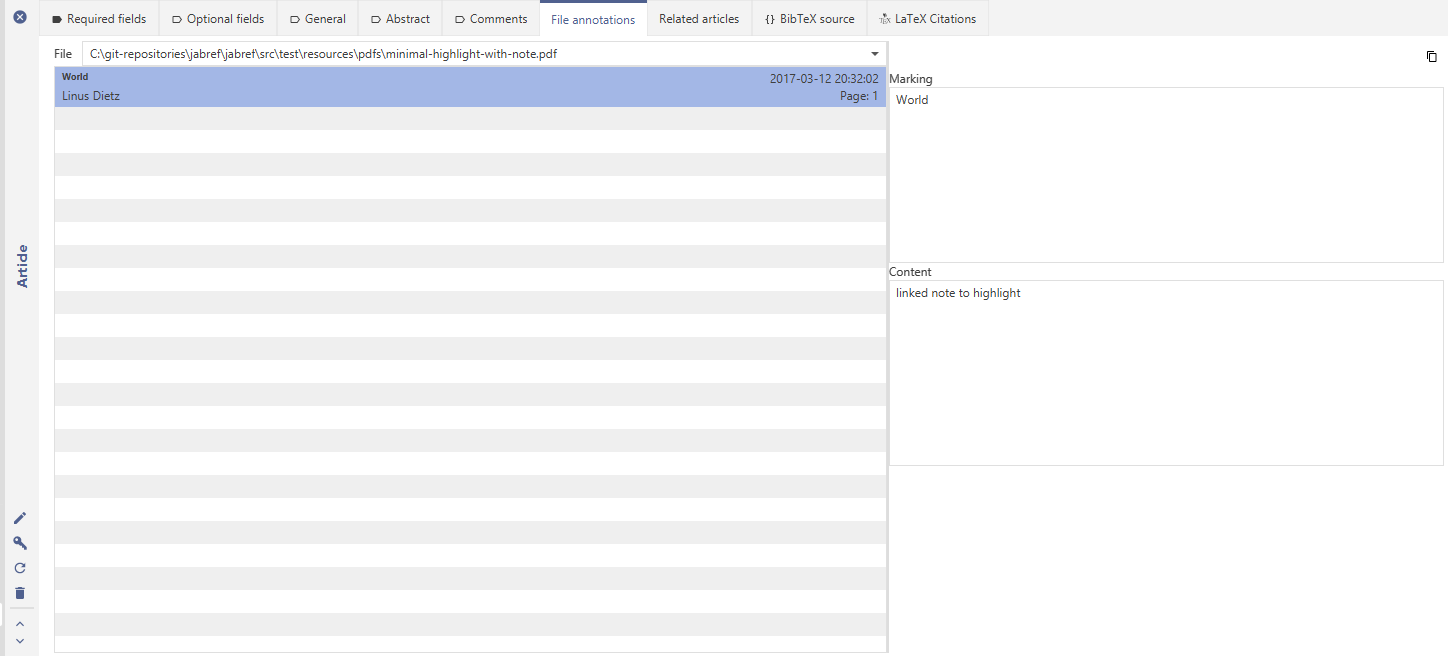 Required fields
Optional fields
General
Abstract
Comments
File annotations
Related articles
{} BibTeX source
TEX LaTeX Citations
File C:\git-repositories\jabref\jabref\src\test\resources\pdfs\minimal-highlight-with-note.pdf
World 2017-03-12 20:32:02
Linus Dietz Page: 1
Marking
World
Content
linked note to highlight
Article